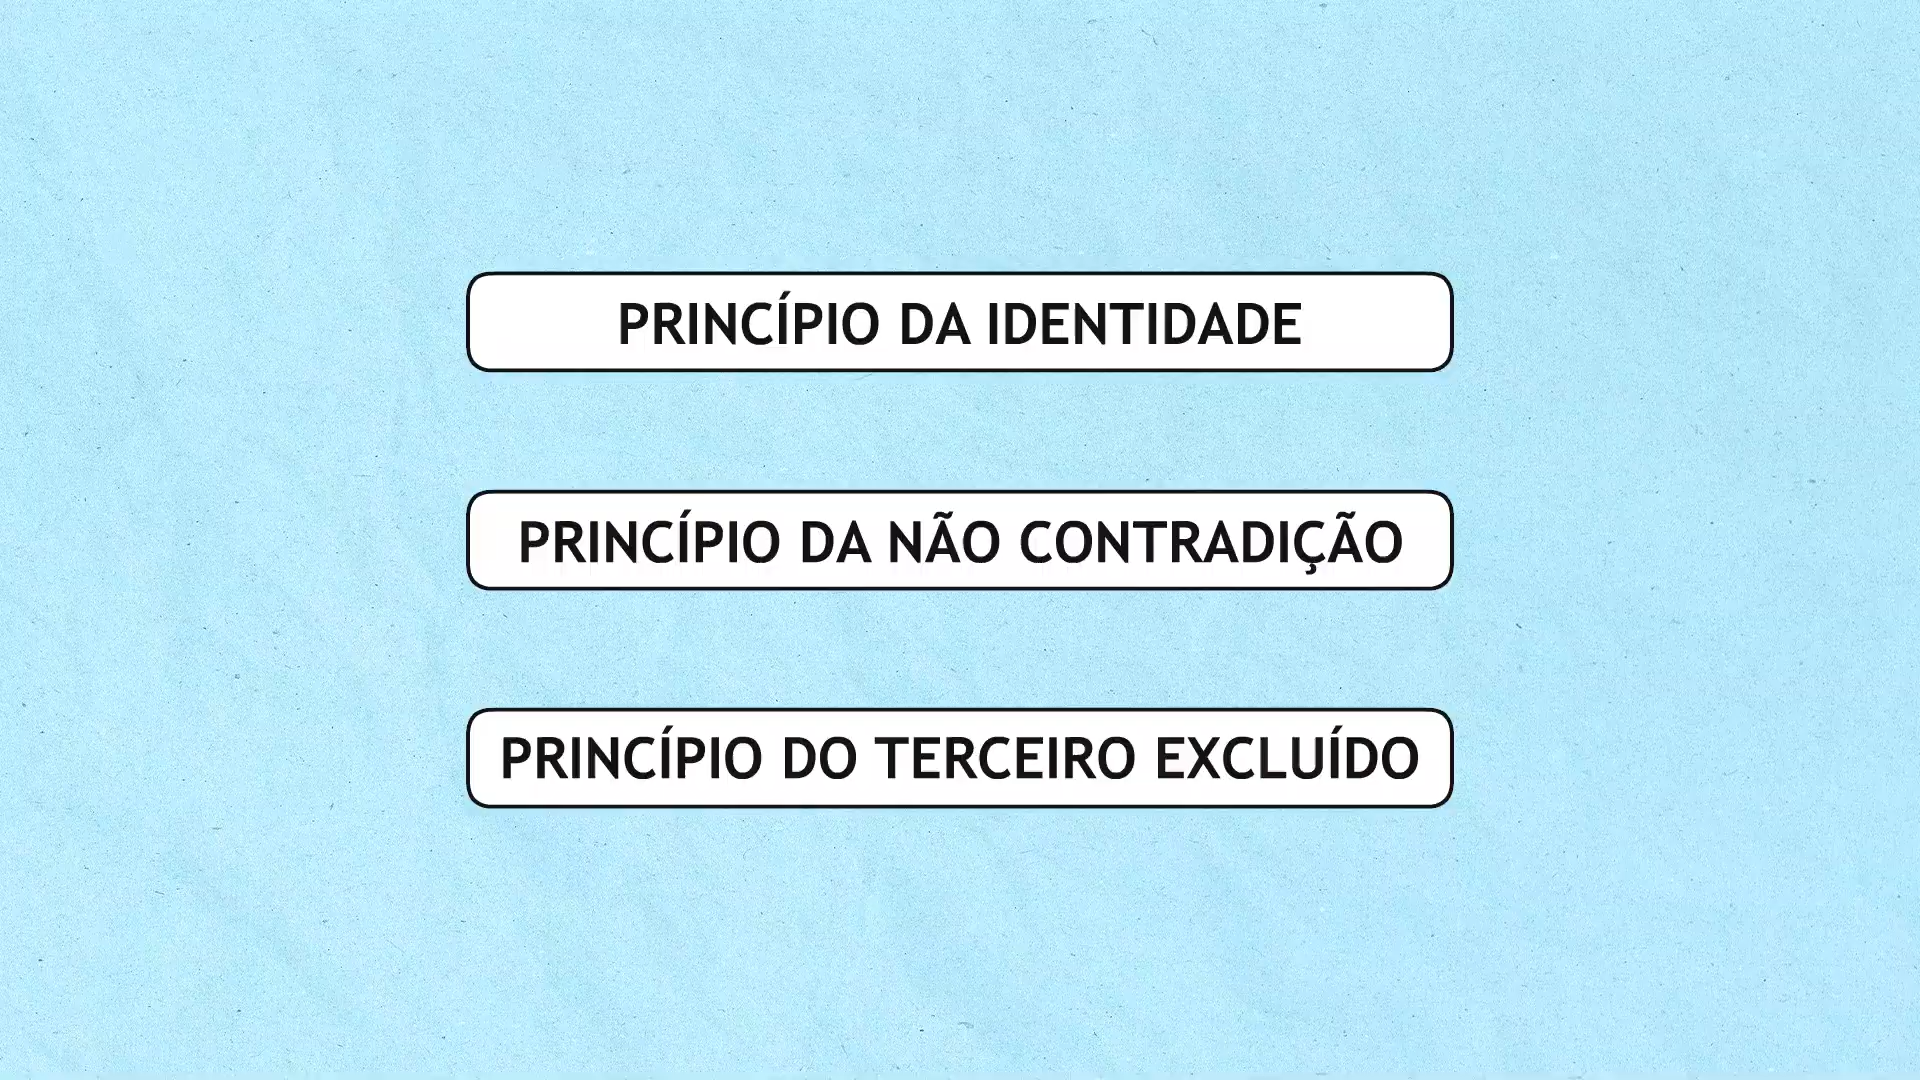 PRINCÍPIO DA IDENTIDADE
PRINCÍPIO DA NÃO CONTRADIÇÃO
PRINCÍPIO DO TERCEIRO EXCLUÍDO